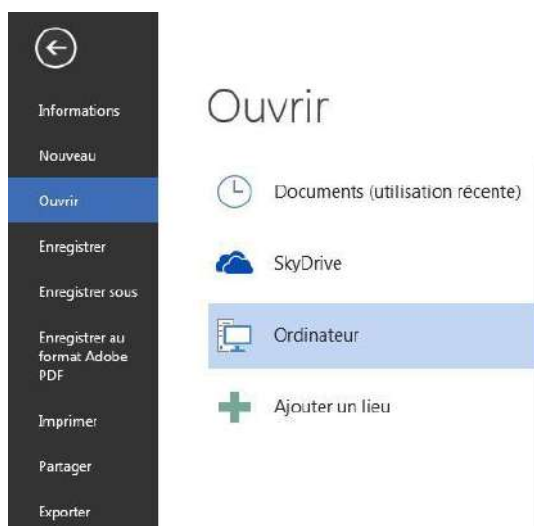 Informations
Nouveau
Ouvrir
Enregistrer
Enregistrer sous
Enregistrer au
format Adobe
PDF
Imprimer
Partager
Exporter
Ouvrir
Documents (utilisation récente)
SkyDrive
Ordinateur
Ajouter un lieu